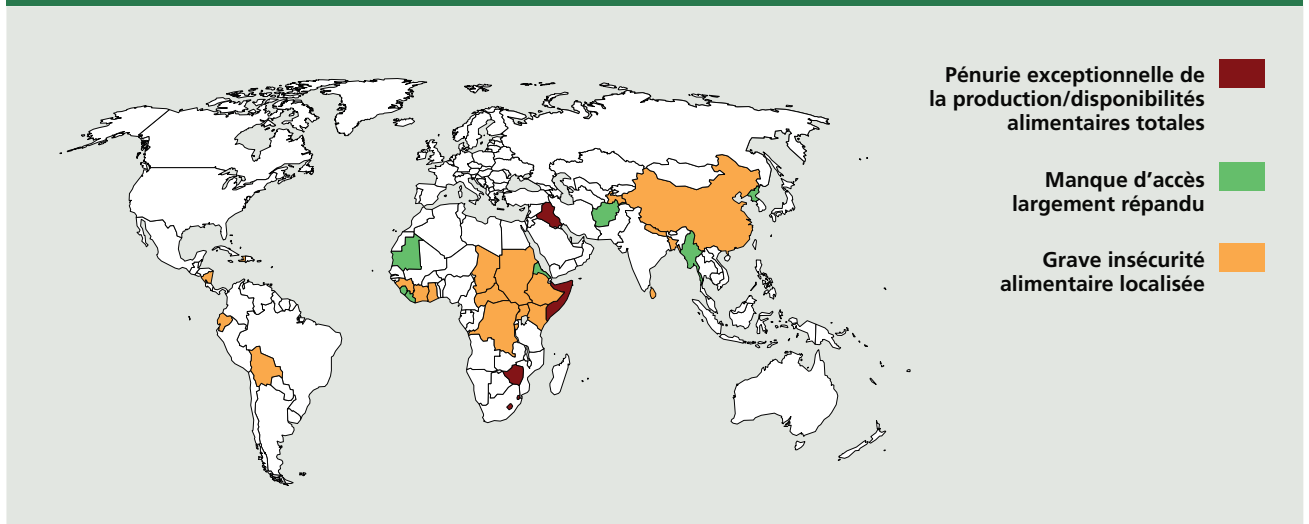 Pénurie exceptionnelle de
la production/disponibilités
alimentaires totales
Manque d'accès
largement répandu
Grave insécurité
alimentaire localisée